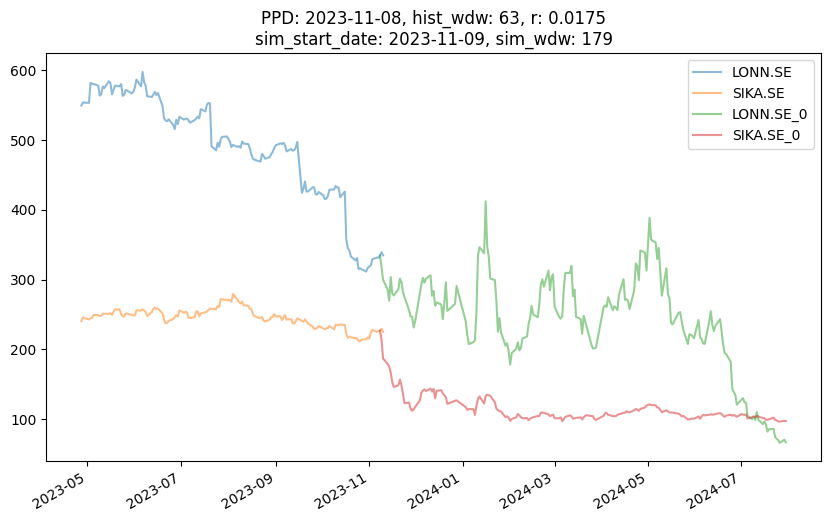 PPD: 2023-11-08, hist_wdw: 63, r: 0.0175
sim_start_date: 2023-11-09, sim_wdw: 179
LONN.SE
SIKA.SE
LONN.SE_0
SIKA.SE_0
600
500
400
300
200
100
2023-05
2023-07
2023-09
2023-11
2024-01
2024-03
2024-05
2024-07